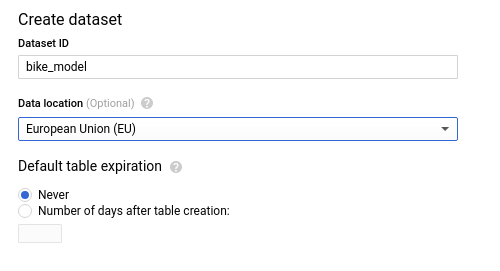 Create dataset
Dataset ID
bike_model
Data location (Optional) ?
European Union (EU)
Default table expiration ?
Never
Number of days after table creation: